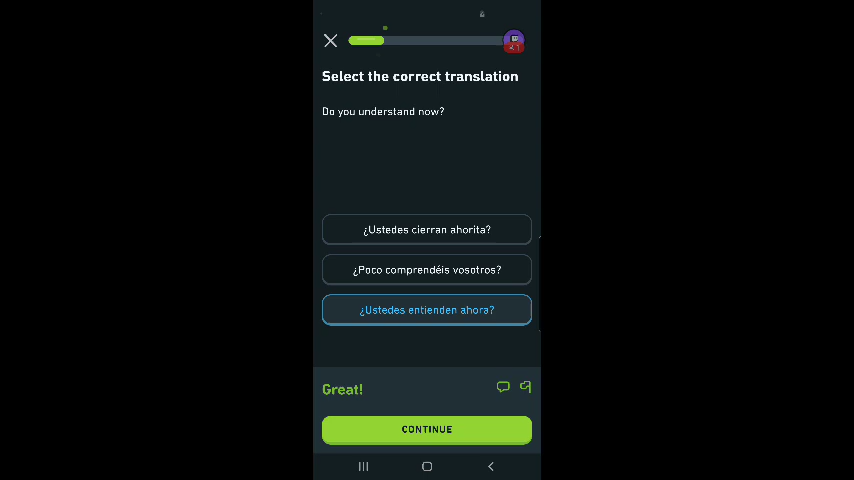 Select the correct translation
Do you understand now?
¿Ustedes cierran ahorita?
¿Poco comprendéis vosotros?
¿Ustedes entienden ahora?
Great!
CONTINUE